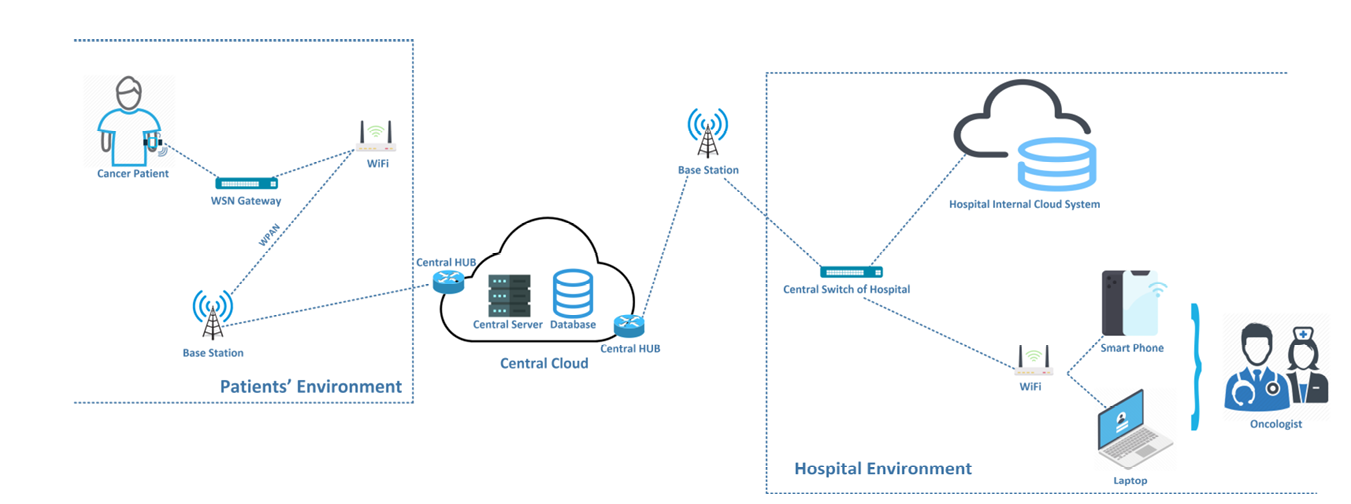 Cancer Patient
WSN Gateway
WiFi
WPAN
Base Station
Patients’ Environment
Central HUB
Central Server
Database
Central HUB
Central Cloud
Base Station
Hospital Internal Cloud System
Central Switch of Hospital
Smart Phone
WiFi
Laptop
Oncologist
Hospital Environment